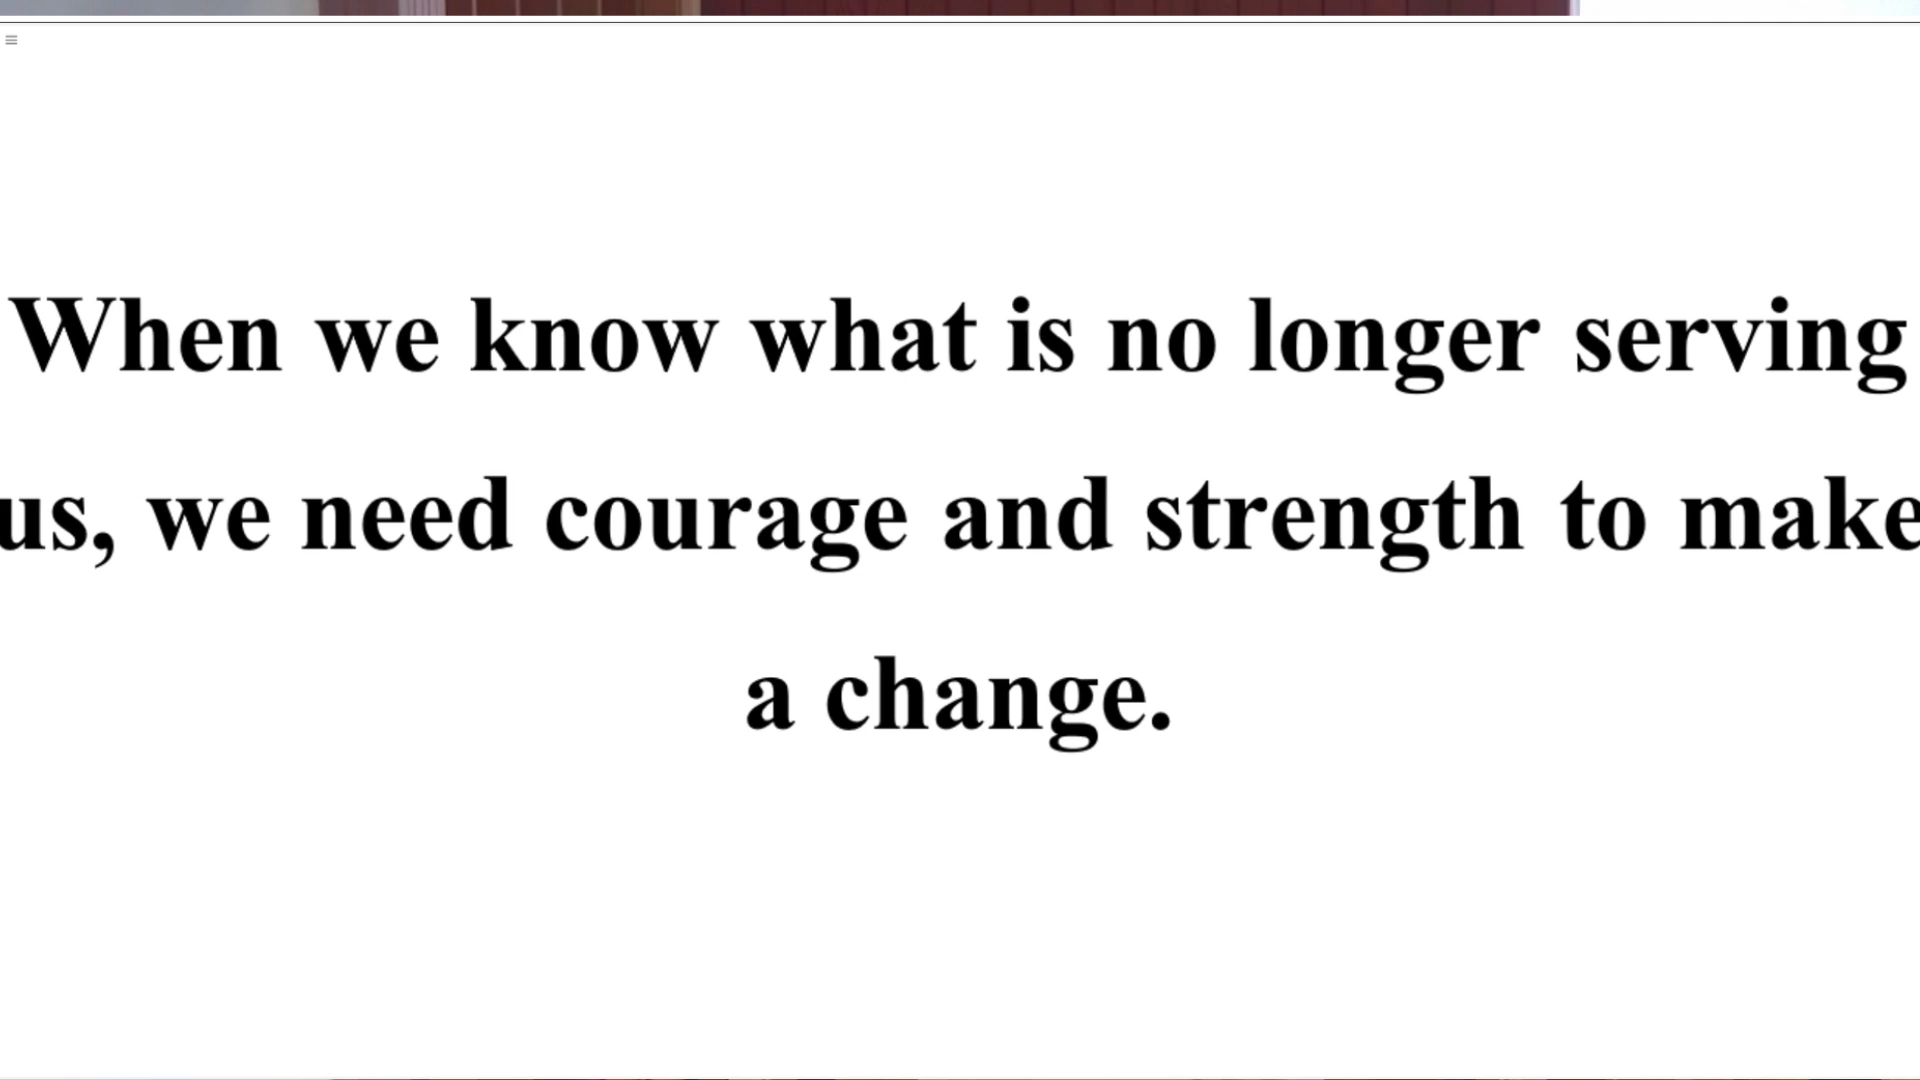 When we know what is no longer serving
us, we need courage and strength to make
a change.